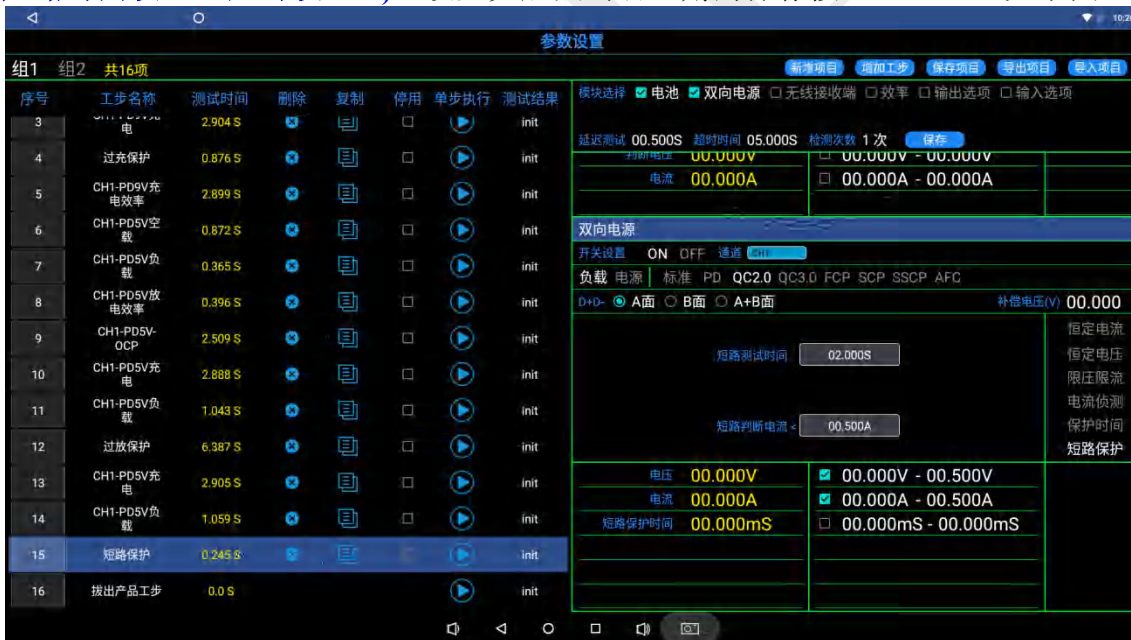 10:2
参数设置
组1 组2 共16项
新增项目 增加工步 保存项目 导出项目 导入项目
序号 工步名称 测试时间 删除 复制 停用 单步执行 测试结果
3 电 2.904 S init
4 过充保护 0.876 S init
5 CH1-PD9V充电效率 2.899 S init
6 CH1-PD5V空载 0.872 S init
7 CH1-PD5V负载 0.365 S init
8 CH1-PD5V放电效率 0.396 S init
9 CH1-PD5V-OCP 2.509 S init
10 CH1-PD5V充电 2.888 S init
11 CH1-PD5V负载 1.043 S init
12 过放保护 6.387 S init
13 CH1-PD5V充电 2.905 S init
14 CH1-PD5V负载 1.059 S init
15 短路保护 0.245 S init
16 拨出产品工步 0.0 S init
模块选择 电池 双向电源 无线接收端 效率 输出选项 输入选项
延迟测试 00.500S 超时时间 05.000S 检测次数 1 次 保存
判断电压 00.000V 00.000V - 00.000V
电流 00.000A 00.000A - 00.000A
双向电源
开关设置 ON OFF 通道 CH1
负载 电源 标准 PD QC2.0 QC3.0 FCP SCP SSCP AFC
D+D- A面 B面 A+B面 补偿电压(V) 00.000
短路测试时间 02.000S
短路判断电流 < 00.500A
恒定电流
恒定电压
限压限流
电流侦测
保护时间
短路保护
电压 00.000V 00.000V - 00.500V
电流 00.000A 00.000A - 00.500A
短路保护时间 00.000mS 00.000mS - 00.000mS